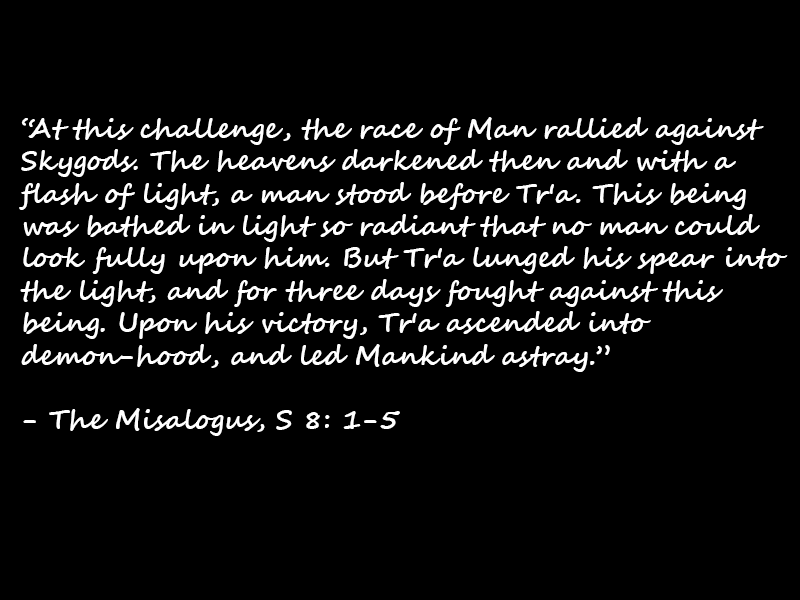 “At this challenge, the race of Man rallied against
Skygods. The heavens darkened then and with a
flash of light, a man stood before Tr'a. This being
was bathed in light so radiant that no man could
look fully upon him. But Tr'a lunged his spear into
the light, and for three days fought against this
being. Upon his victory, Tr'a ascended into
demon-hood, and led Mankind astray.”
- The Misalogus, S 8: 1-5